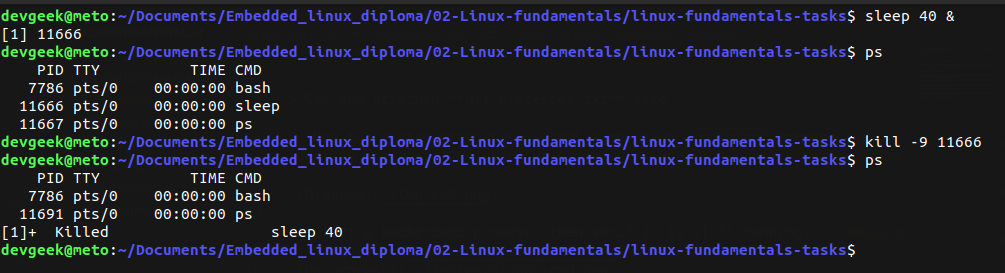 devgeek@meto:~/Documents/Embedded_linux_diploma/02-Linux-fundamentals/linux-fundamentals-tasks$ sleep 40 &
[1] 11666
devgeek@meto:~/Documents/Embedded_linux_diploma/02-Linux-fundamentals/linux-fundamentals-tasks$ ps
    PID TTY          TIME CMD
   7786 pts/0    00:00:00 bash
  11666 pts/0    00:00:00 sleep
  11667 pts/0    00:00:00 ps
devgeek@meto:~/Documents/Embedded_linux_diploma/02-Linux-fundamentals/linux-fundamentals-tasks$ kill -9 11666
devgeek@meto:~/Documents/Embedded_linux_diploma/02-Linux-fundamentals/linux-fundamentals-tasks$ ps
    PID TTY          TIME CMD
   7786 pts/0    00:00:00 bash
  11691 pts/0    00:00:00 ps
[1]+  Killed                  sleep 40
devgeek@meto:~/Documents/Embedded_linux_diploma/02-Linux-fundamentals/linux-fundamentals-tasks$